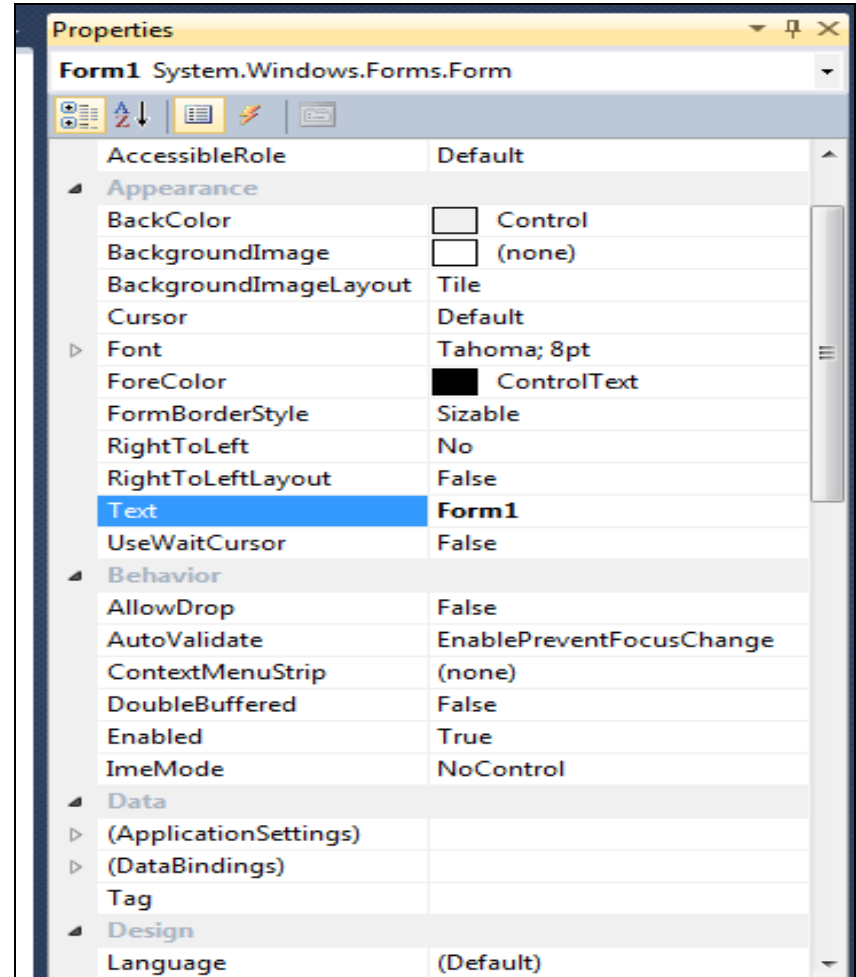 Properties
Form1 System.Windows.Forms.Form
AccessibleRole Default
Appearance
BackColor Control
BackgroundImage (none)
BackgroundImageLayout Tile
Cursor Default
Font Tahoma; 8pt
ForeColor ControlText
FormBorderStyle Sizable
RightToLeft No
RightToLeftLayout False
Text Form1
UseWaitCursor False
Behavior
AllowDrop False
AutoValidate EnablePreventFocusChange
ContextMenuStrip (none)
DoubleBuffered False
Enabled True
ImeMode NoControl
Data
(ApplicationSettings)
(DataBindings)
Tag
Design
Language (Default)